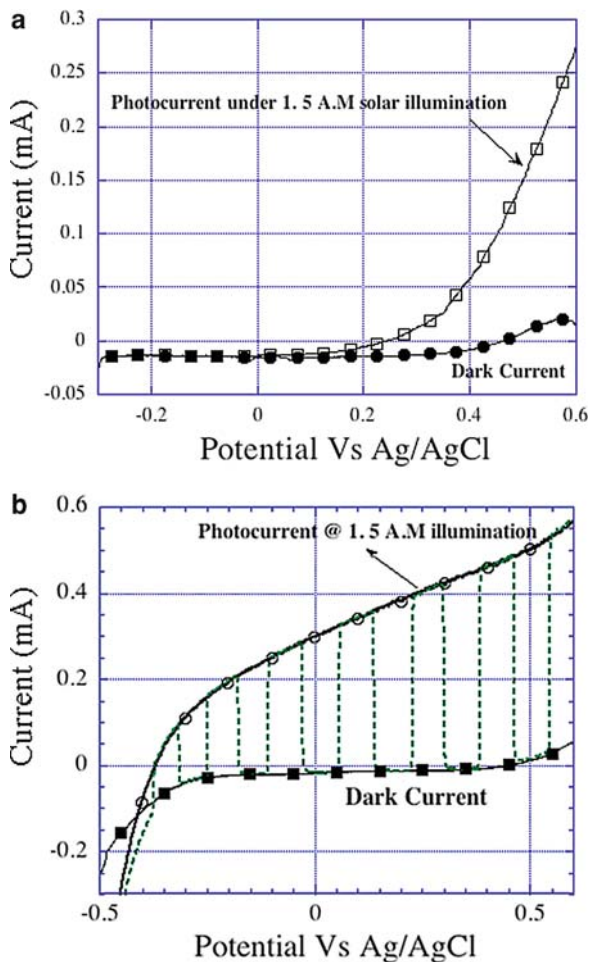 a
0.3
0.25
0.2
0.15
0.1
0.05
0
-0.05
Current (mA)
Photocurrent under 1. 5 A.M solar illumination
Dark Current
-0.2
0
0.2
0.4
0.6
Potential Vs Ag/AgCl
b
0.6
0.4
0.2
0
-0.2
Current (mA)
Photocurrent @ 1. 5 A.M illumination
Dark Current
-0.5
0
0.5
Potential Vs Ag/AgCl